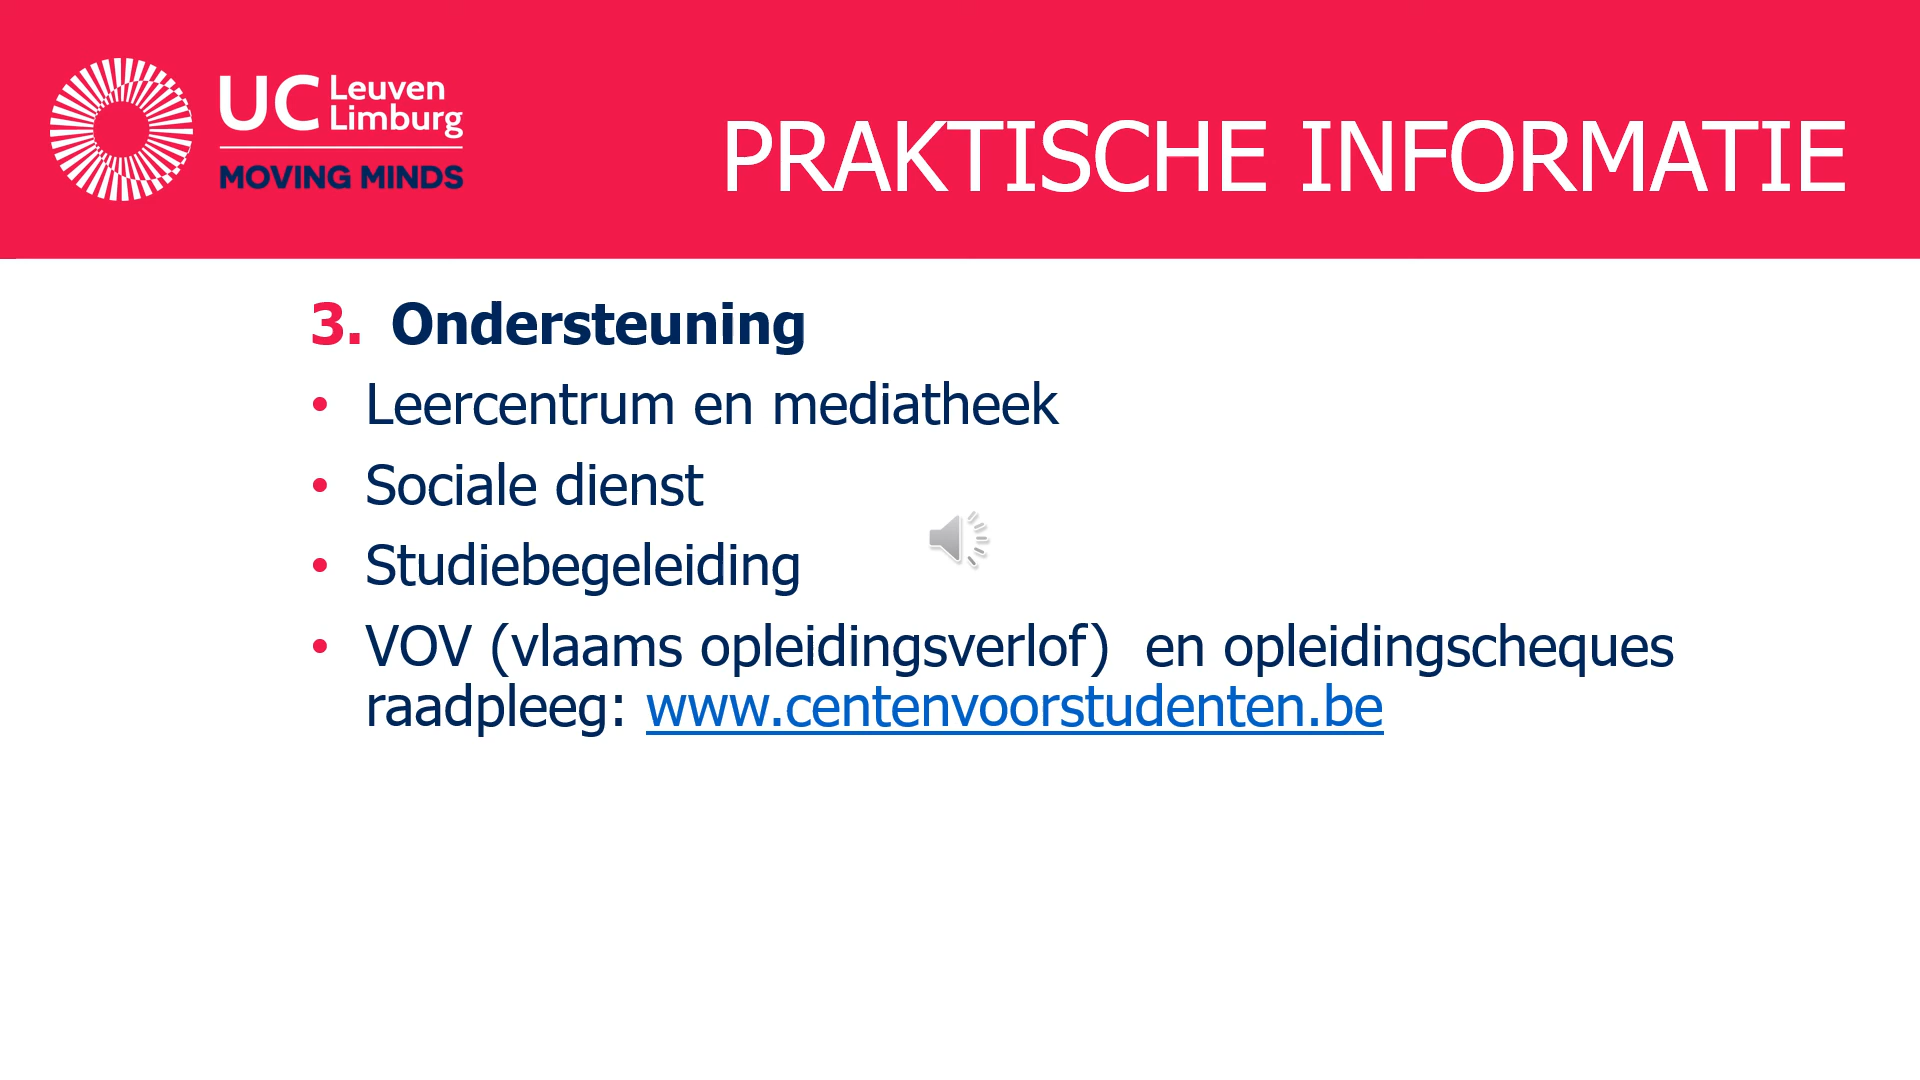 UC Leuven
Limburg
MOVING MINDS
PRAKTISCHE INFORMATIE
3. Ondersteuning
• Leercentrum en mediatheek
• Sociale dienst
• Studiebegeleiding
• VOV (vlaams opleidingsverlof) en opleidingscheques
raadpleeg: www.centenvoorstudenten.be